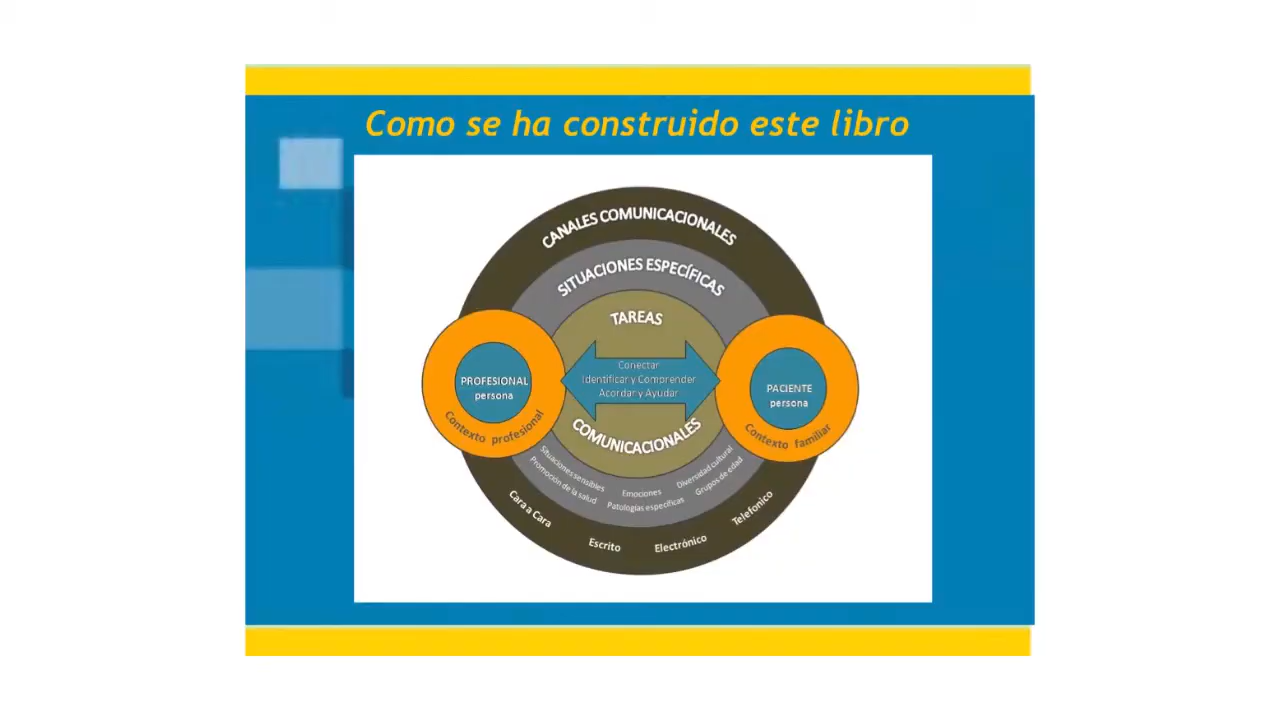 Como se ha construido este libro
CANALES COMUNICACIONALES
SITUACIONES ESPECÍFICAS
TAREAS
Conectar
Identificar y Comprender
Acordar y Ayudar
PROFESIONAL
persona
Contexto profesional
PACIENTE
persona
Contexto familiar
COMUNICACIONALES
Situaciones sensibles
Promoción de la salud
Emociones
Patologías específicas
Diversidad cultural
Grupos de edad
Cara a Cara
Escrito
Electrónico
Telefonico